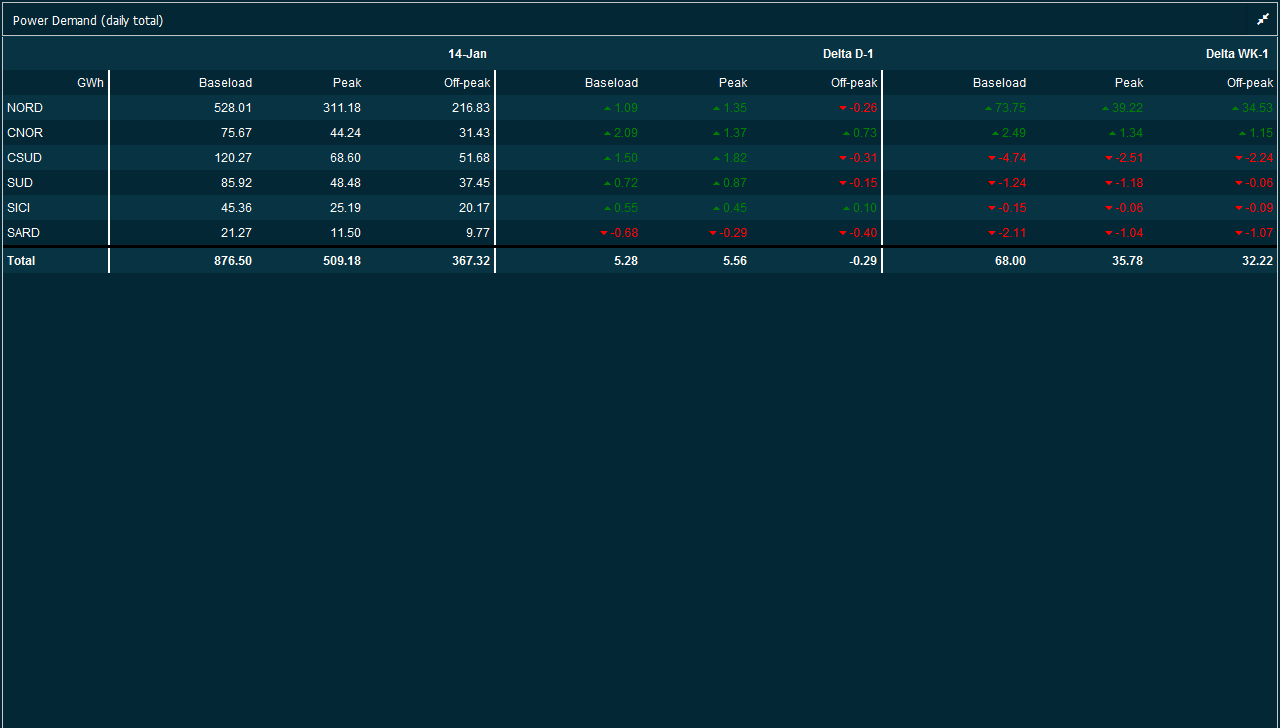 Power Demand (daily total)
14-Jan Delta D-1 Delta WK-1
GWh Baseload Peak Off-peak Baseload Peak Off-peak Baseload Peak Off-peak
NORD 528.01 311.18 216.83 1.09 1.35 -0.26 73.75 39.22 34.53
CNOR 75.67 44.24 31.43 2.09 1.37 0.73 2.49 1.34 1.15
CSUD 120.27 68.60 51.68 1.50 1.82 -0.31 -4.74 -2.51 -2.24
SUD 85.92 48.48 37.45 0.72 0.87 -0.15 -1.24 -1.18 -0.06
SICI 45.36 25.19 20.17 0.55 0.45 0.10 -0.15 -0.06 -0.09
SARD 21.27 11.50 9.77 -0.68 -0.29 -0.40 -2.11 -1.04 -1.07
Total 876.50 509.18 367.32 5.28 5.56 -0.29 68.00 35.78 32.22